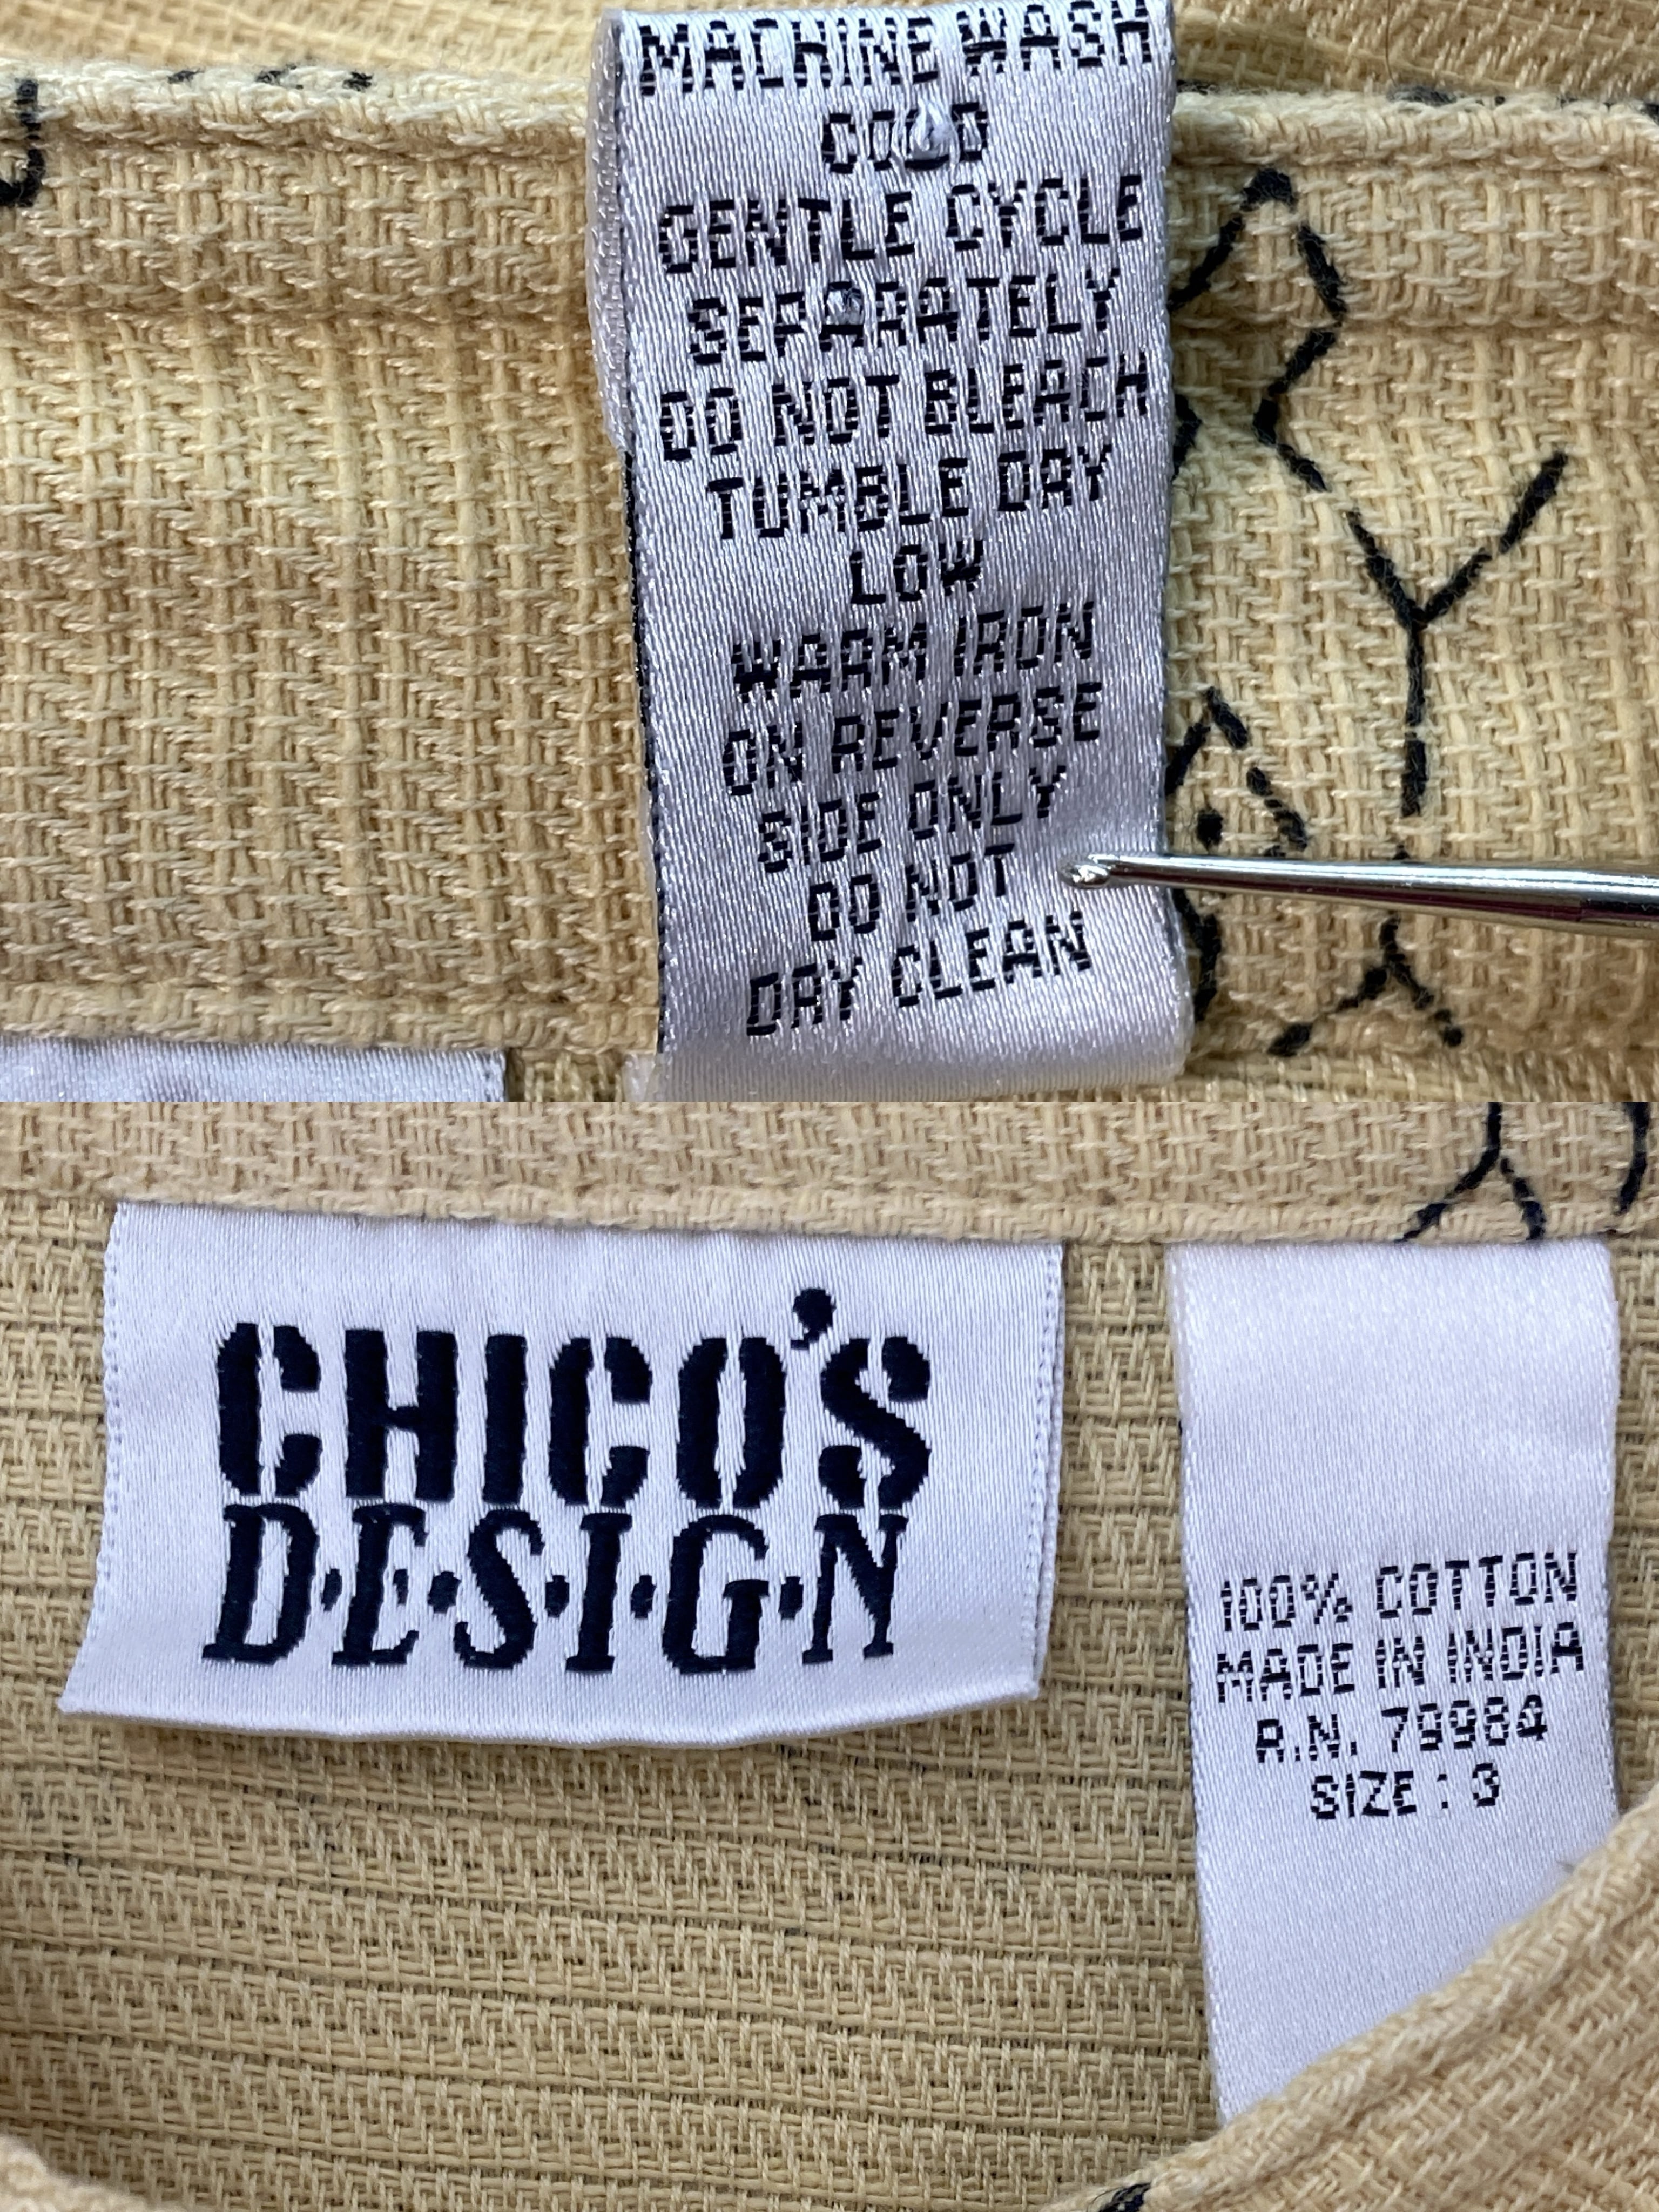 MACHINE WASH
COLD
GENTLE CYCLE
SEPARATELY
DO NOT BLEACH
TUMBLE DRY
LOW
WARM IRON
ON REVERSE
SIDE ONLY
DO NOT
DRY CLEAN
CHICO'S
D·E·S·I·G·N
100% COTTON
MADE IN INDIA
R.N. 79984
SIZE : 3